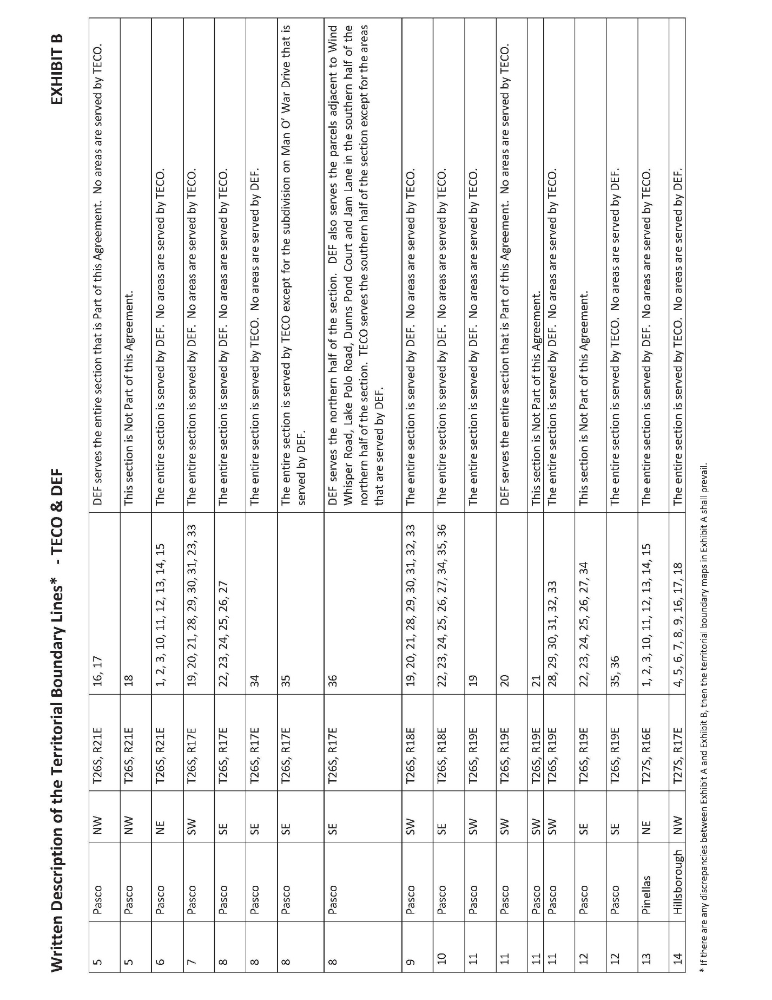 Written Description of the Territorial Boundary Lines* - TECO & DEF EXHIBIT B
5 Pasco NW T26S, R21E 16, 17 DEF serves the entire section that is Part of this Agreement. No areas are served by TECO.
5 Pasco NW T26S, R21E 18 This section is Not Part of this Agreement.
6 Pasco NE T26S, R21E 1, 2, 3, 10, 11, 12, 13, 14, 15 The entire section is served by DEF. No areas are served by TECO.
7 Pasco SW T26S, R17E 19, 20, 21, 28, 29, 30, 31, 23, 33 The entire section is served by DEF. No areas are served by TECO.
8 Pasco SE T26S, R17E 22, 23, 24, 25, 26, 27 The entire section is served by DEF. No areas are served by TECO.
8 Pasco SE T26S, R17E 34 The entire section is served by TECO. No areas are served by DEF.
8 Pasco SE T26S, R17E 35 The entire section is served by TECO except for the subdivision on Man O' War Drive that is
served by DEF.
8 Pasco SE T26S, R17E 36 DEF serves the northern half of the section. DEF also serves the parcels adjacent to Wind
Whisper Road, Lake Polo Road, Dunns Pond Court and Jam Lane in the southern half of the
northern half of the section. TECO serves the southern half of the section except for the areas
that are served by DEF.
9 Pasco SW T26S, R18E 19, 20, 21, 28, 29, 30, 31, 32, 33 The entire section is served by DEF. No areas are served by TECO.
10 Pasco SE T26S, R18E 22, 23, 24, 25, 26, 27, 34, 35, 36 The entire section is served by DEF. No areas are served by TECO.
11 Pasco SW T26S, R19E 19 The entire section is served by DEF. No areas are served by TECO.
11 Pasco SW T26S, R19E 20 DEF serves the entire section that is Part of this Agreement. No areas are served by TECO.
11 Pasco SW T26S, R19E 21 This section is Not Part of this Agreement.
11 Pasco SW T26S, R19E 28, 29, 30, 31, 32, 33 The entire section is served by DEF. No areas are served by TECO.
12 Pasco SE T26S, R19E 22, 23, 24, 25, 26, 27, 34 This section is Not Part of this Agreement.
12 Pasco SE T26S, R19E 35, 36 The entire section is served by TECO. No areas are served by DEF.
13 Pinellas NE T27S, R16E 1, 2, 3, 10, 11, 12, 13, 14, 15 The entire section is served by DEF. No areas are served by TECO.
14 Hillsborough NW T27S, R17E 4, 5, 6, 7, 8, 9, 16, 17, 18 The entire section is served by TECO. No areas are served by DEF.
* If there are any discrepancies between Exhibit A and Exhibit B, then the territorial boundary maps in Exhibit A shall prevail.